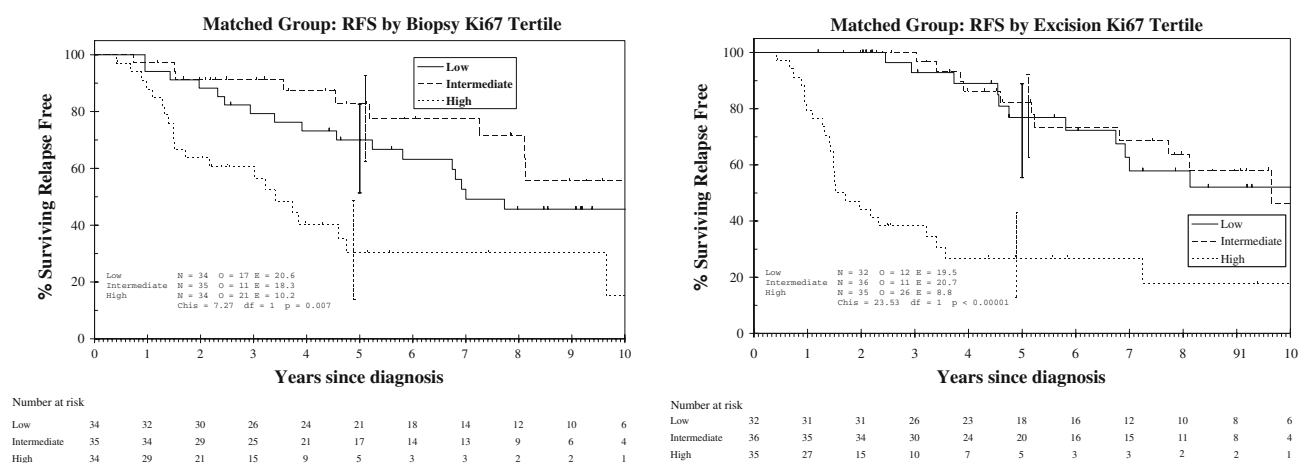 Matched Group: RFS by Biopsy Ki67 Tertile
% Surviving Relapse Free
100
80
60
40
20
0
Low
Intermediate
High
Low N = 34 O = 17 E = 20.6
Intermediate N = 35 O = 11 E = 18.3
High N = 34 O = 21 E = 10.2
Chis = 7.27 df = 1 p = 0.007
0 1 2 3 4 5 6 7 8 9 10
Years since diagnosis
Number at risk
Low 34 32 30 26 24 21 18 14 12 10 6
Intermediate 35 34 29 25 21 17 14 13 9 6 4
High 34 29 21 15 9 5 3 3 2 2 1
Matched Group: RFS by Excision Ki67 Tertile
% Surviving Relapse Free
100
80
60
40
20
0
Low
Intermediate
High
Low N = 32 O = 12 E = 19.5
Intermediate N = 36 O = 11 E = 20.7
High N = 35 O = 26 E = 8.8
Chis = 23.53 df = 1 p < 0.00001
0 1 2 3 4 5 6 7 8 91 10
Years since diagnosis
Number at risk
Low 32 31 31 26 23 18 16 12 10 8 6
Intermediate 36 35 34 30 24 20 16 15 11 8 4
High 35 27 15 10 7 5 3 3 2 2 1